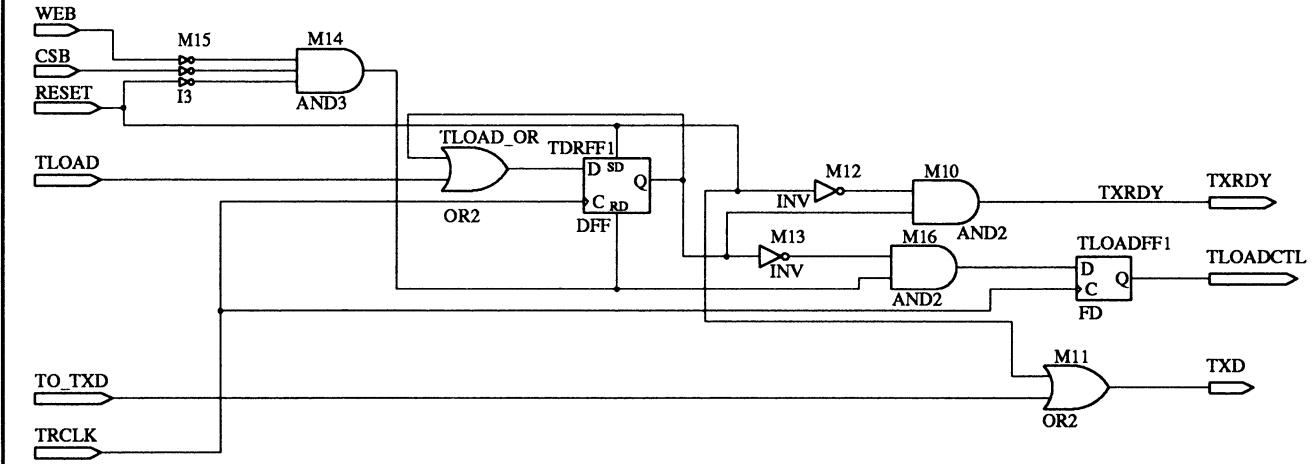 WEB
M15
M14
CSB
RESET
I3
AND3
TLOAD_OR
TDRFF1
TLOAD
D SD
Q
C RD
OR2
DFF
M12
M10
INV
TXRDY
TXRDY
AND2
M13
M16
INV
TLOADFF1
TLOADCTL
D
Q
C
AND2
FD
M11
TXD
TO_TXD
OR2
TRCLK